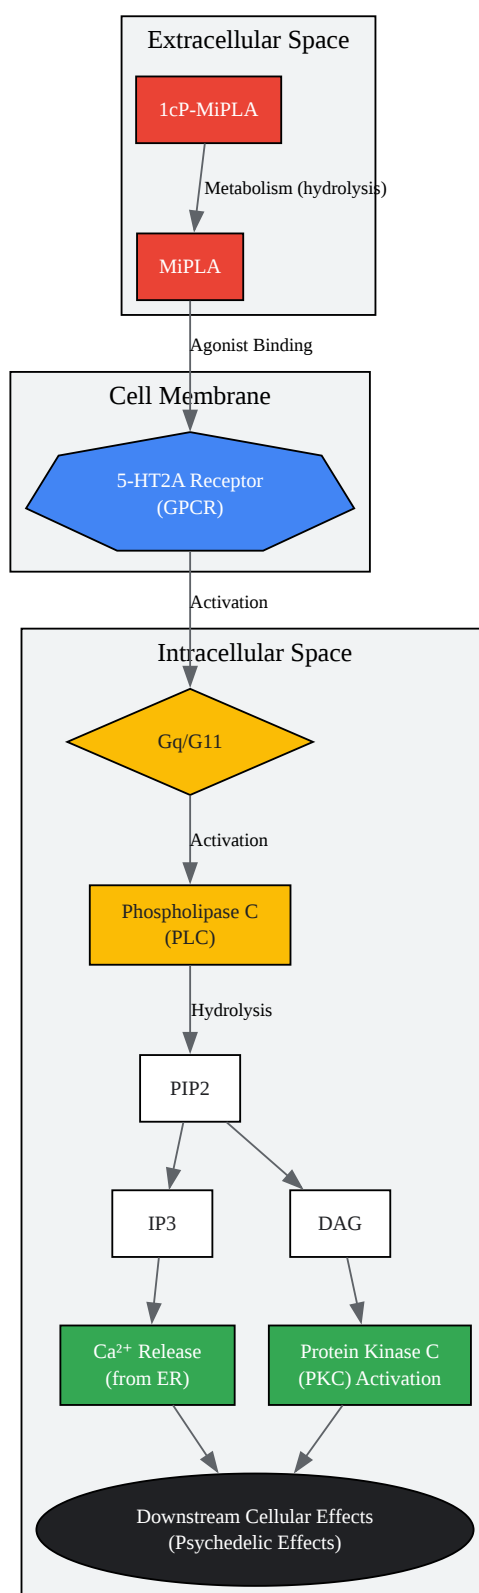 Extracellular Space
1cP-MiPLA
Metabolism (hydrolysis)
MiPLA
Agonist Binding
Cell Membrane
5-HT2A Receptor
(GPCR)
Activation
Intracellular Space
Gq/G11
Activation
Phospholipase C
(PLC)
Hydrolysis
PIP2
IP3
DAG
Ca²⁺ Release
(from ER)
Protein Kinase C
(PKC) Activation
Downstream Cellular Effects
(Psychedelic Effects)